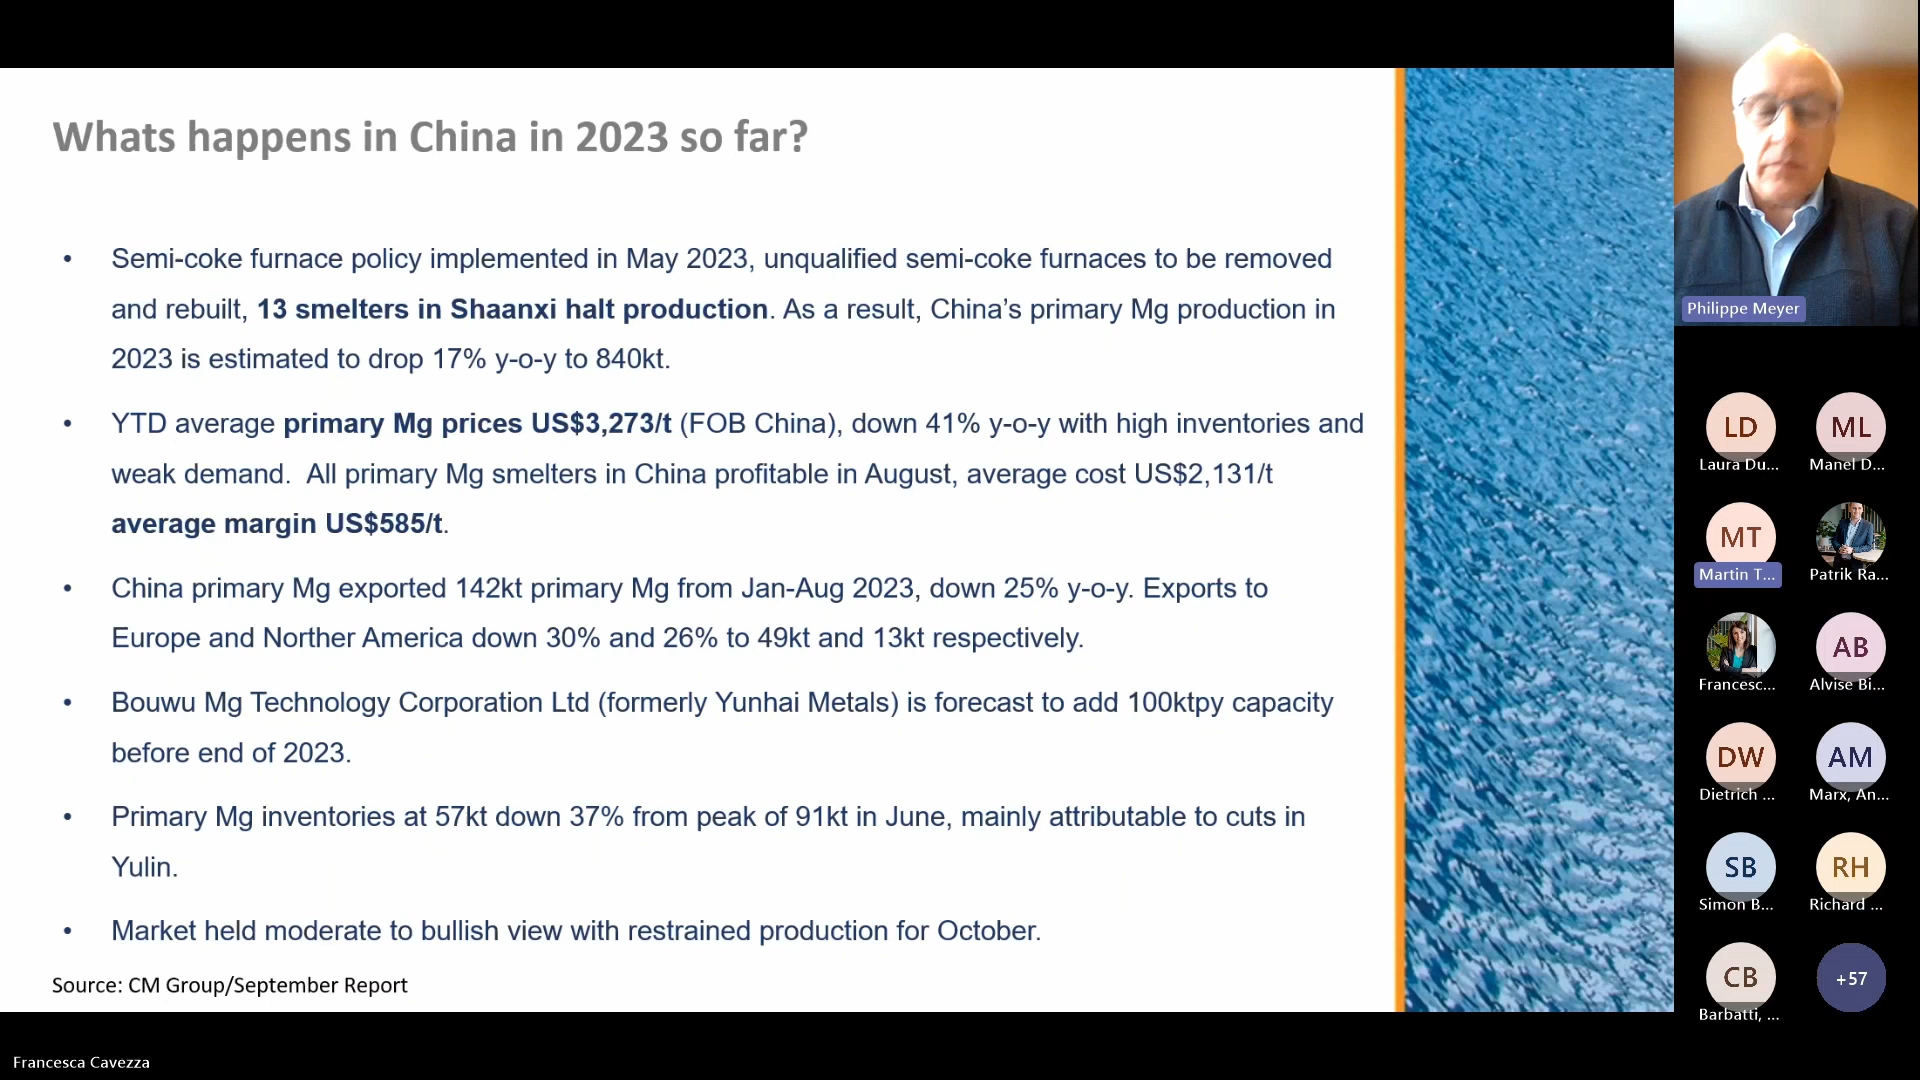 Whats happens in China in 2023 so far?
• Semi-coke furnace policy implemented in May 2023, unqualified semi-coke furnaces to be removed
and rebuilt, 13 smelters in Shaanxi halt production. As a result, China’s primary Mg production in
2023 is estimated to drop 17% y-o-y to 840kt.
• YTD average primary Mg prices US$3,273/t (FOB China), down 41% y-o-y with high inventories and
weak demand. All primary Mg smelters in China profitable in August, average cost US$2,131/t
average margin US$585/t.
• China primary Mg exported 142kt primary Mg from Jan-Aug 2023, down 25% y-o-y. Exports to
Europe and Norther America down 30% and 26% to 49kt and 13kt respectively.
• Bouwu Mg Technology Corporation Ltd (formerly Yunhai Metals) is forecast to add 100ktpy capacity
before end of 2023.
• Primary Mg inventories at 57kt down 37% from peak of 91kt in June, mainly attributable to cuts in
Yulin.
• Market held moderate to bullish view with restrained production for October.
Source: CM Group/September Report
Philippe Meyer
LD
Laura Du...
ML
Manel D...
MT
Martin T...
Patrik Ra...
Francesc...
AB
Alvise Bi...
DW
Dietrich ...
AM
Marx, An...
SB
Simon B...
RH
Richard ...
CB
Barbatti, ...
+57
Francesca Cavezza